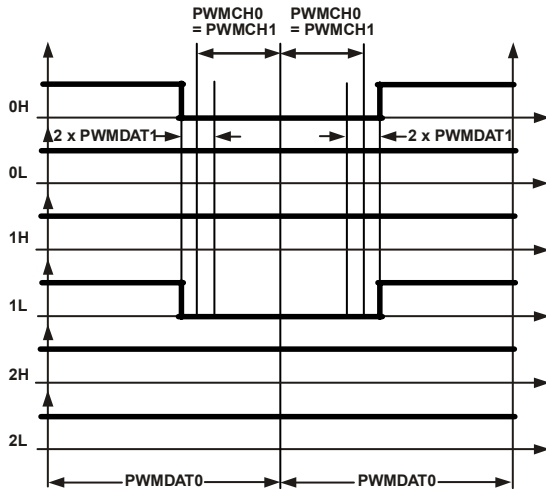 PWMCH0 PWMCH0
= PWMCH1 = PWMCH1
0H
2 x PWMDAT1 2 x PWMDAT1
0L
1H
1L
2H
2L
PWMDAT0 PWMDAT0